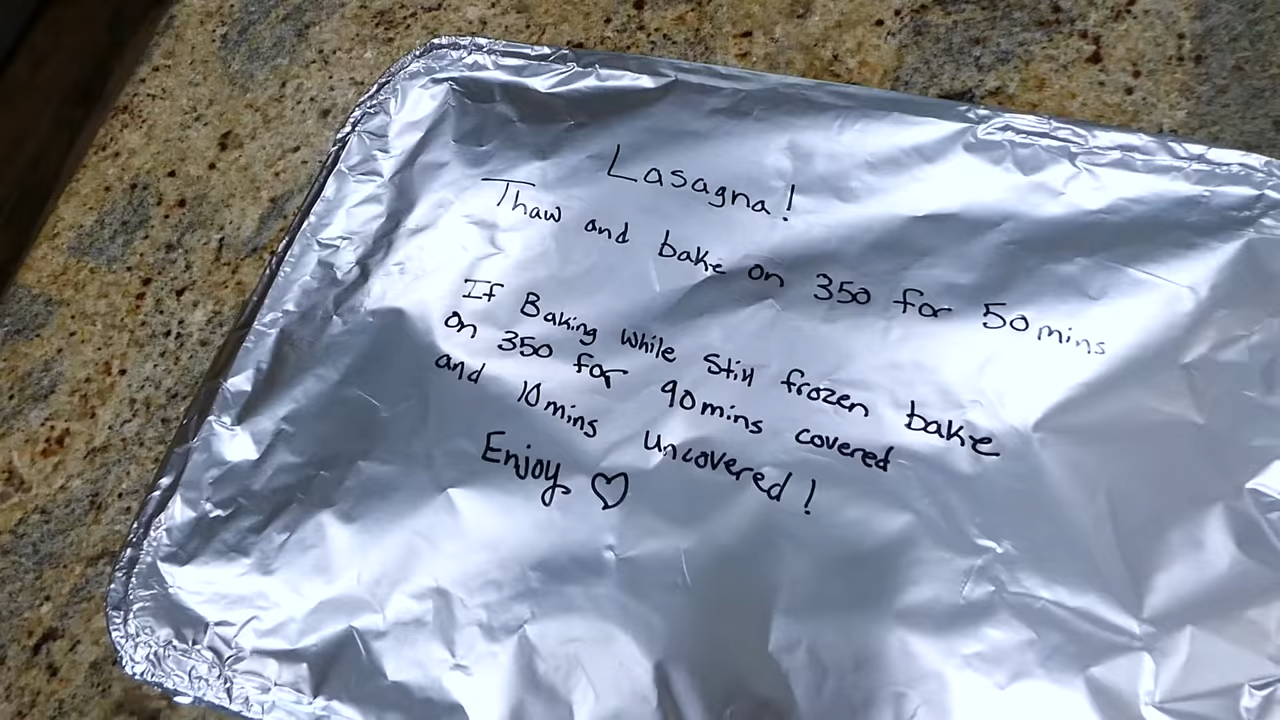 Lasagna!
Thaw and bake on 350 for 50mins
If Baking while Still frozen bake
on 350 for 90mins covered
and 10mins uncovered!
Enjoy ♡